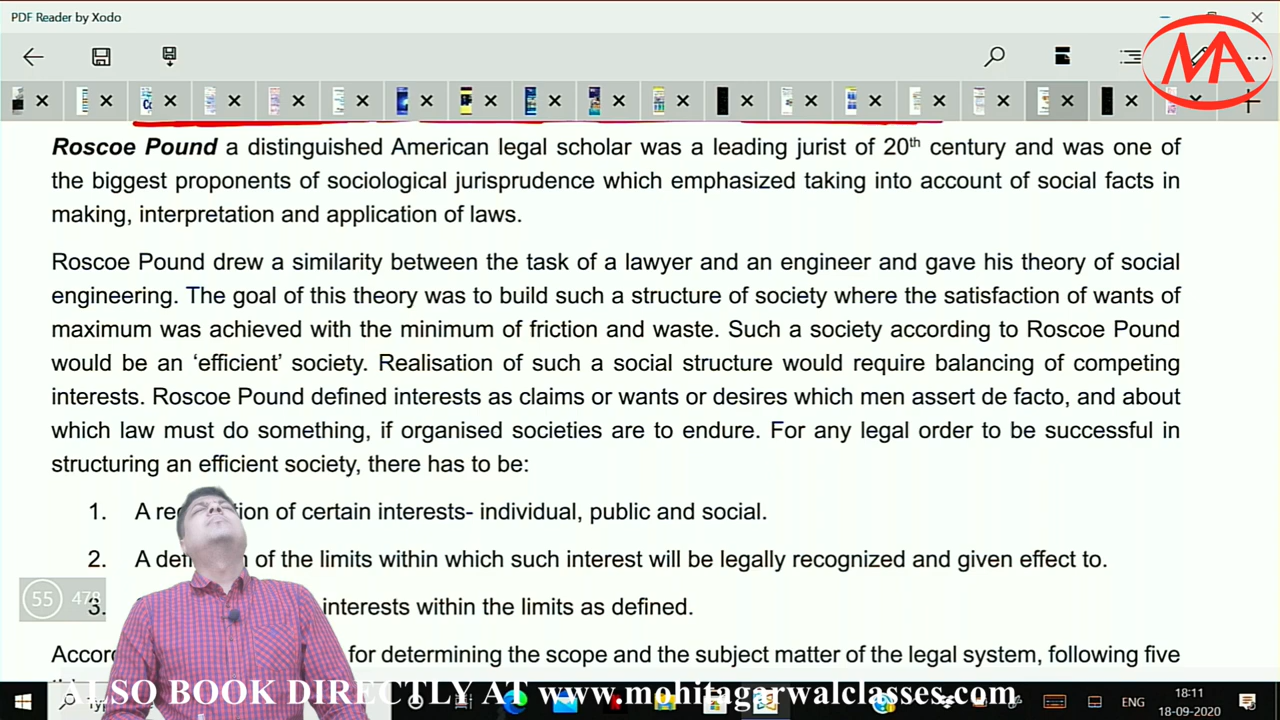 PDF Reader by Xodo
MA
Roscoe Pound a distinguished American legal scholar was a leading jurist of 20th century and was one of
the biggest proponents of sociological jurisprudence which emphasized taking into account of social facts in
making, interpretation and application of laws.
Roscoe Pound drew a similarity between the task of a lawyer and an engineer and gave his theory of social
engineering. The goal of this theory was to build such a structure of society where the satisfaction of wants of
maximum was achieved with the minimum of friction and waste. Such a society according to Roscoe Pound
would be an ‘efficient’ society. Realisation of such a social structure would require balancing of competing
interests. Roscoe Pound defined interests as claims or wants or desires which men assert de facto, and about
which law must do something, if organised societies are to endure. For any legal order to be successful in
structuring an efficient society, there has to be:
1. A of certain interests- individual, public and social.
2. A of the limits within which such interest will be legally recognized and given effect to.
55 478
3. interests within the limits as defined.
for determining the scope and the subject matter of the legal system, following five
ALSO BOOK DIRECTLY AT www.mohitagarwalclasses.com
ENG
18:11
18-09-2020